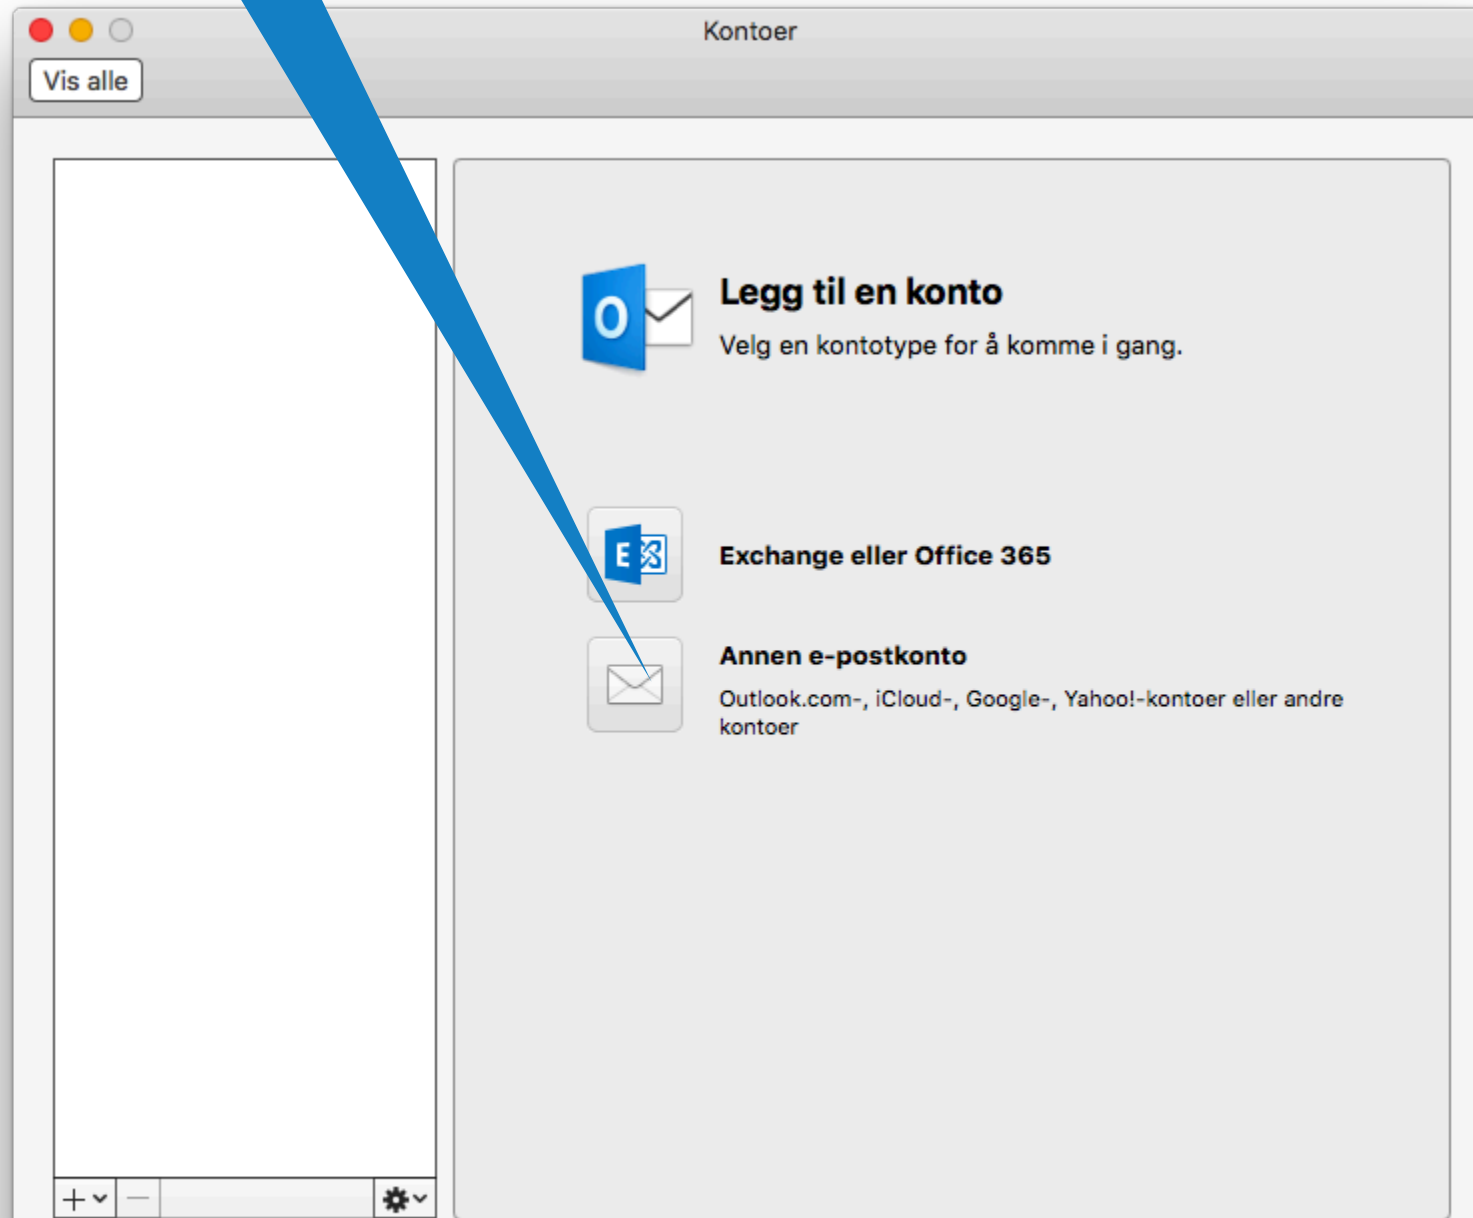 Kontoer
Vis alle
O
Legg til en konto
Velg en kontotype for å komme i gang.
E
Exchange eller Office 365
Annen e-postkonto
Outlook.com-, iCloud-, Google-, Yahoo!-kontoer eller andre
kontoer